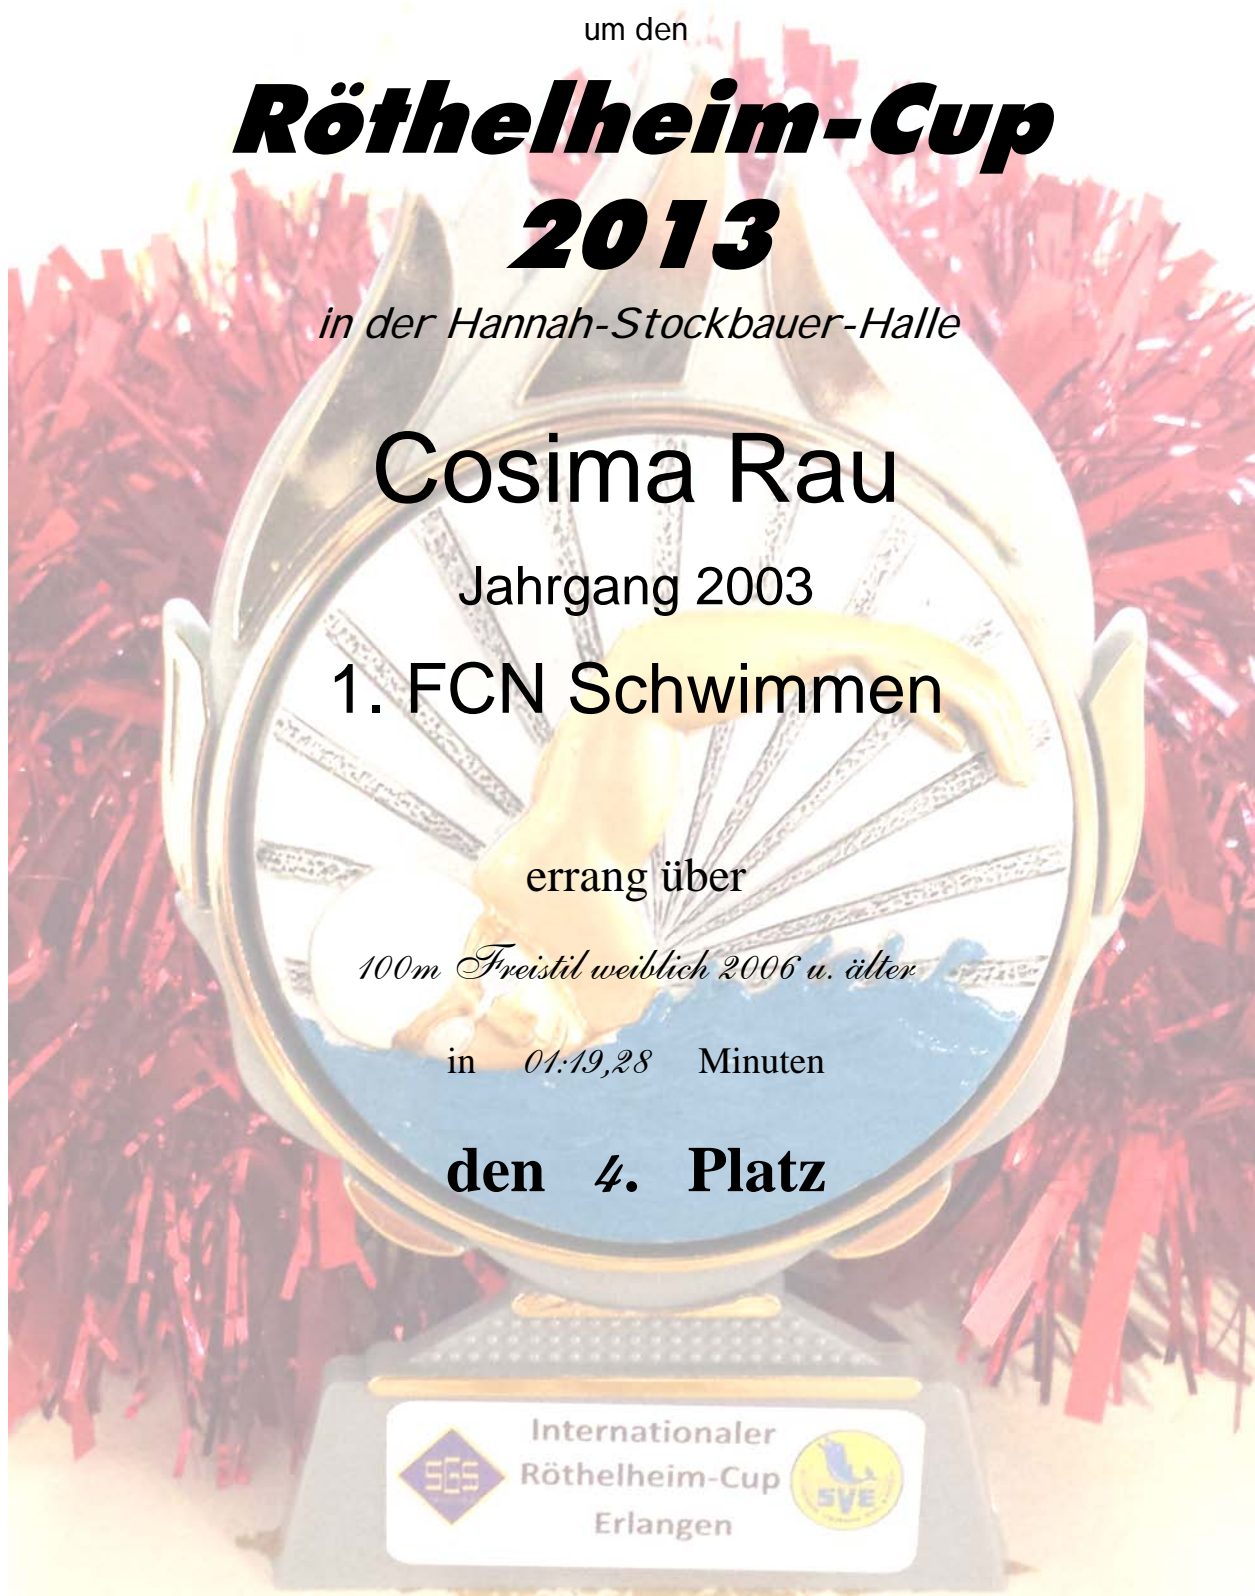 um den
Röthelheim-Cup
2013
in der Hannah-Stockbauer-Halle
Cosima Rau
Jahrgang 2003
1. FCN Schwimmen
errang über
100m Freistil weiblich 2006 u. älter
in 01:19,28 Minuten
den 4. Platz
Internationaler
SGS Röthelheim-Cup SVE
Erlangen